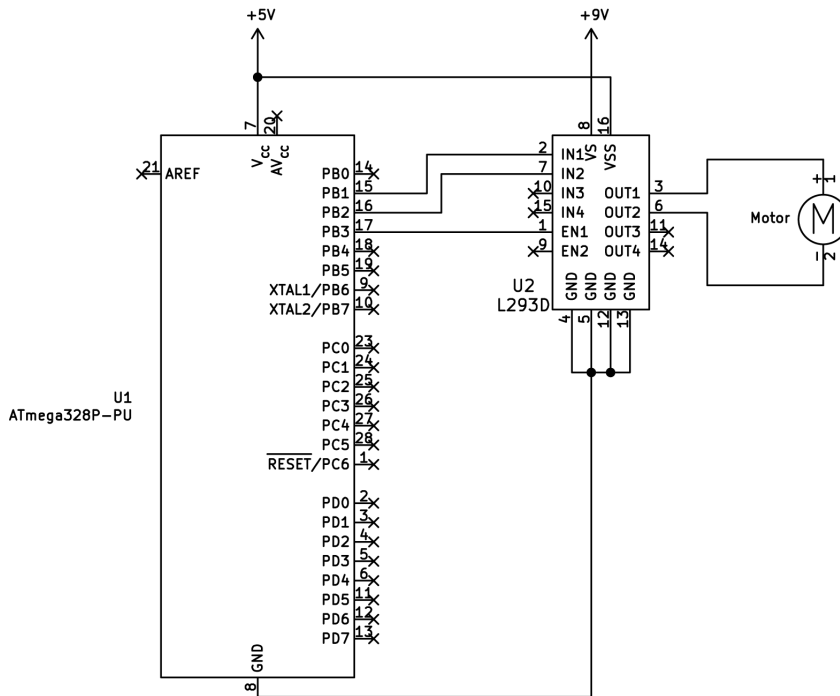 +5V
+9V
7
20
8
16
VCC
AVCC
VS
VSS
21 AREF
PB0 14
PB1 15
PB2 16
PB3 17
PB4 18
PB5 19
XTAL1/PB6 9
XTAL2/PB7 10
PC0 23
PC1 24
PC2 25
PC3 26
PC4 27
PC5 28
RESET/PC6 1
PD0 2
PD1 3
PD2 4
PD3 5
PD4 6
PD5 11
PD6 12
PD7 13
GND
8
U1
ATmega328P-PU
2 IN1
7 IN2
10 IN3
15 IN4
1 EN1
9 EN2
OUT1 3
OUT2 6
OUT3 11
OUT4 14
GND
GND
GND
GND
4
5
12
13
U2
L293D
Motor
M
+ 1
- 2